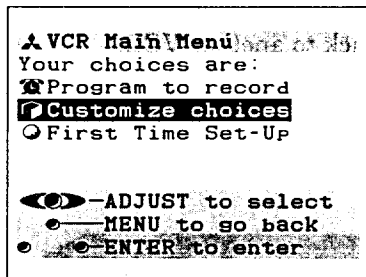 VCR Main Menu
Your choices are:
Program to record
Customize choices
First Time Set-Up
ADJUST to select
MENU to go back
ENTER to enter